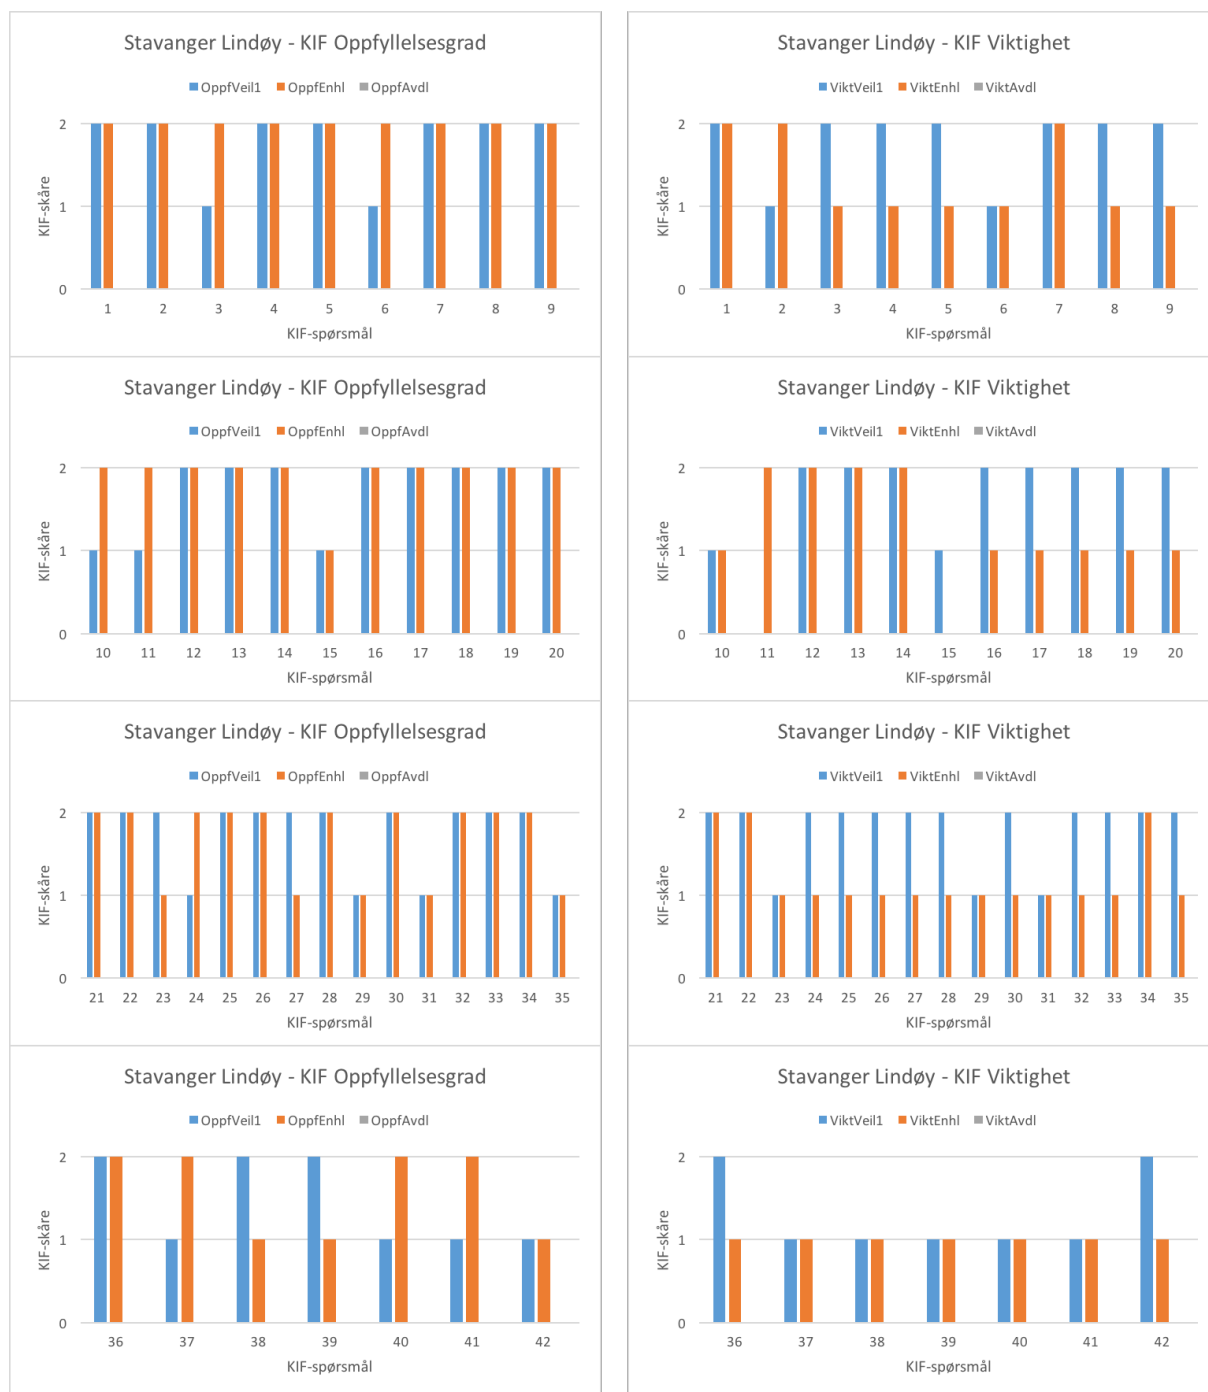 Stavanger Lindøy - KIF Oppfyllelsesgrad
OppfVeil1 OppfEnhl OppfAvdl
2
1
0
KIF-skåre
1 2 3 4 5 6 7 8 9
KIF-spørsmål
Stavanger Lindøy - KIF Viktighet
ViktVeil1 ViktEnhl ViktAvdl
2
1
0
KIF-skåre
1 2 3 4 5 6 7 8 9
KIF-spørsmål
Stavanger Lindøy - KIF Oppfyllelsesgrad
OppfVeil1 OppfEnhl OppfAvdl
2
1
0
KIF-skåre
10 11 12 13 14 15 16 17 18 19 20
KIF-spørsmål
Stavanger Lindøy - KIF Viktighet
ViktVeil1 ViktEnhl ViktAvdl
2
1
0
KIF-skåre
10 11 12 13 14 15 16 17 18 19 20
KIF-spørsmål
Stavanger Lindøy - KIF Oppfyllelsesgrad
OppfVeil1 OppfEnhl OppfAvdl
2
1
0
KIF-skåre
21 22 23 24 25 26 27 28 29 30 31 32 33 34 35
KIF-spørsmål
Stavanger Lindøy - KIF Viktighet
ViktVeil1 ViktEnhl ViktAvdl
2
1
0
KIF-skåre
21 22 23 24 25 26 27 28 29 30 31 32 33 34 35
KIF-spørsmål
Stavanger Lindøy - KIF Oppfyllelsesgrad
OppfVeil1 OppfEnhl OppfAvdl
2
1
0
KIF-skåre
36 37 38 39 40 41 42
KIF-spørsmål
Stavanger Lindøy - KIF Viktighet
ViktVeil1 ViktEnhl ViktAvdl
2
1
0
KIF-skåre
36 37 38 39 40 41 42
KIF-spørsmål